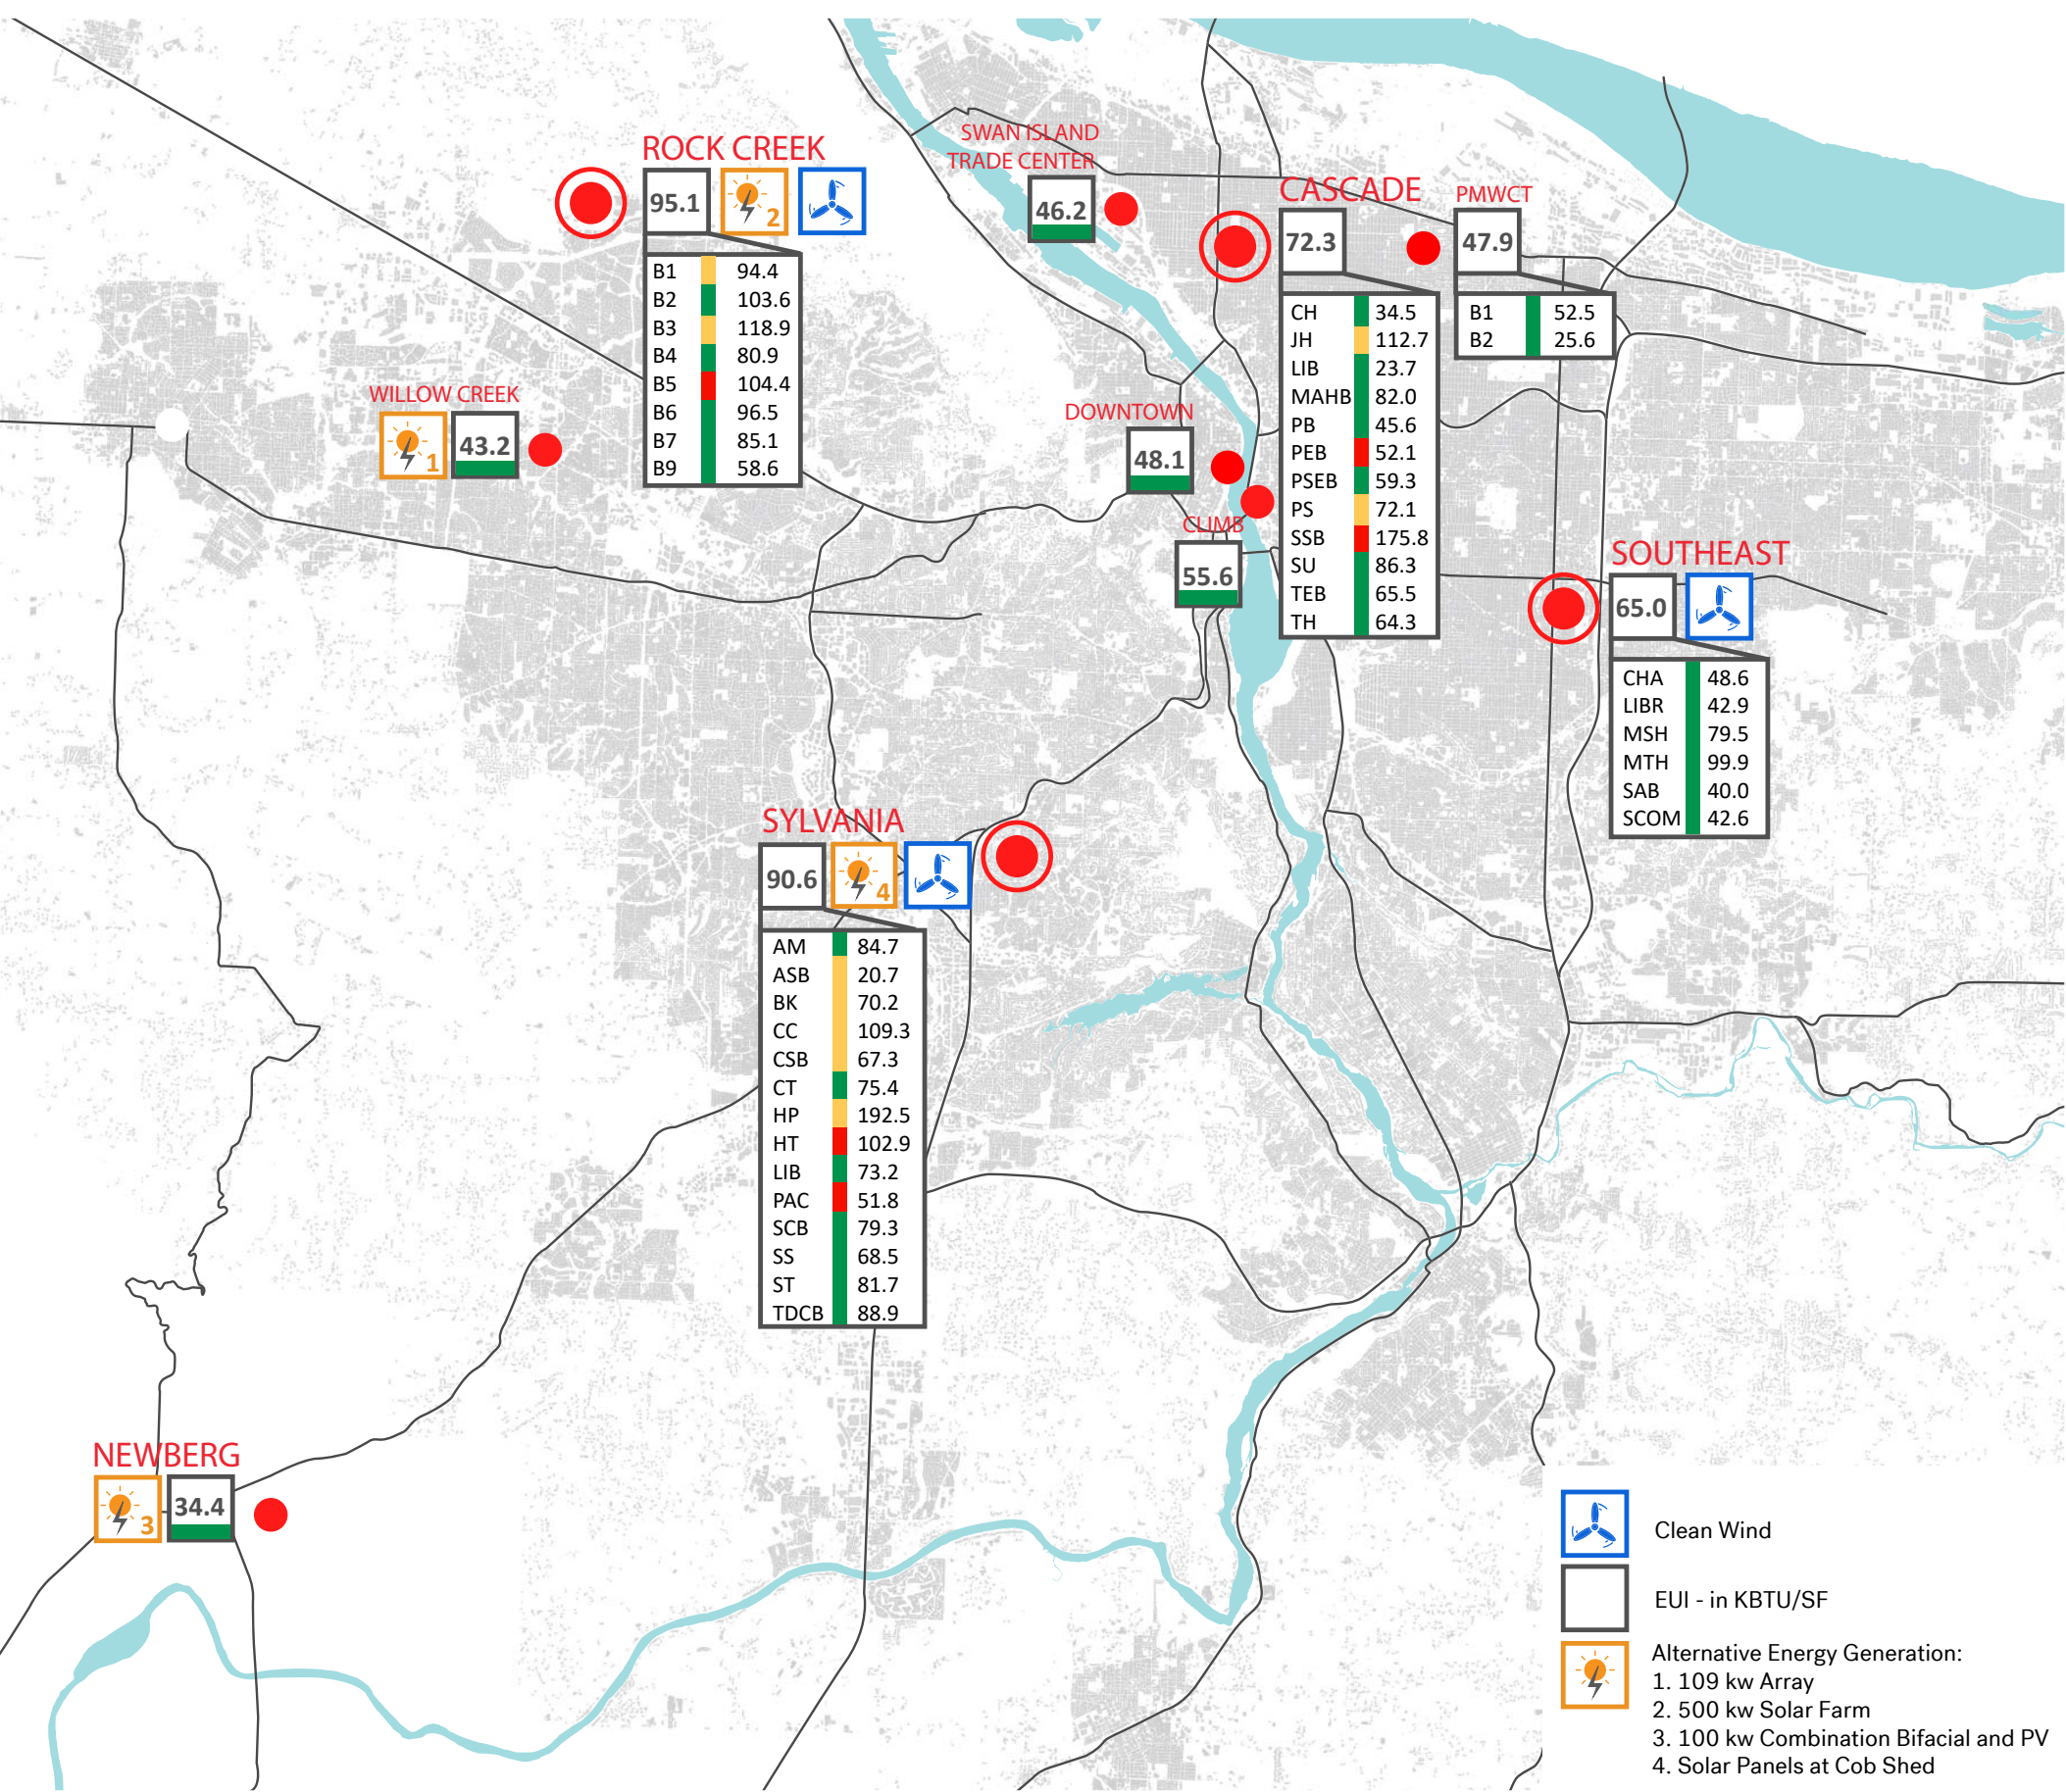 ROCK CREEK
95.1
2
B1 94.4
B2 103.6
B3 118.9
B4 80.9
B5 104.4
B6 96.5
B7 85.1
B9 58.6
SWAN ISLAND
TRADE CENTER
46.2
CASCADE
72.3
CH 34.5
JH 112.7
LIB 23.7
MAHB 82.0
PB 45.6
PEB 52.1
PSEB 59.3
PS 72.1
SSB 175.8
SU 86.3
TEB 65.5
TH 64.3
PMWCT
47.9
B1 52.5
B2 25.6
WILLOW CREEK
1
43.2
DOWNTOWN
48.1
CLIMB
55.6
SOUTHEAST
65.0
CHA 48.6
LIBR 42.9
MSH 79.5
MTH 99.9
SAB 40.0
SCOM 42.6
SYLVANIA
90.6
4
AM 84.7
ASB 20.7
BK 70.2
CC 109.3
CSB 67.3
CT 75.4
HP 192.5
HT 102.9
LIB 73.2
PAC 51.8
SCB 79.3
SS 68.5
ST 81.7
TDCB 88.9
NEWBERG
3
34.4
Clean Wind
EUI - in KBTU/SF
Alternative Energy Generation:
1. 109 kw Array
2. 500 kw Solar Farm
3. 100 kw Combination Bifacial and PV
4. Solar Panels at Cob Shed